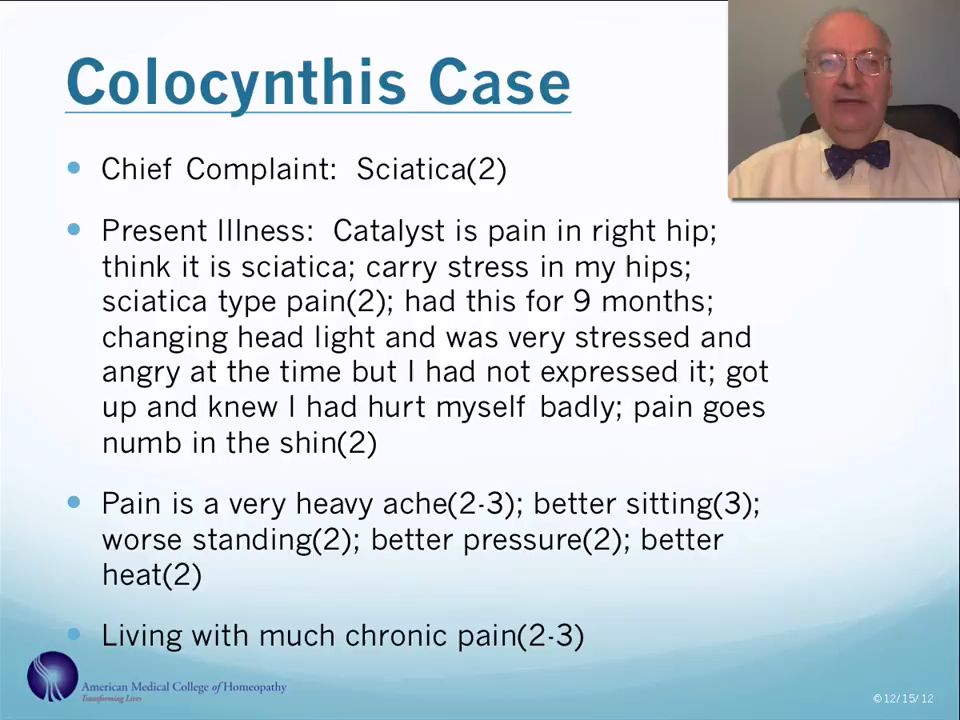 Colocynthis Case
Chief Complaint: Sciatica(2)
Present Illness: Catalyst is pain in right hip;
think it is sciatica; carry stress in my hips;
sciatica type pain(2); had this for 9 months;
changing head light and was very stressed and
angry at the time but I had not expressed it; got
up and knew I had hurt myself badly; pain goes
numb in the shin(2)
Pain is a very heavy ache(2-3); better sitting(3);
worse standing(2); better pressure(2); better
heat(2)
Living with much chronic pain(2-3)
American Medical College of Homeopathy
Transforming Lives
©12/15/12